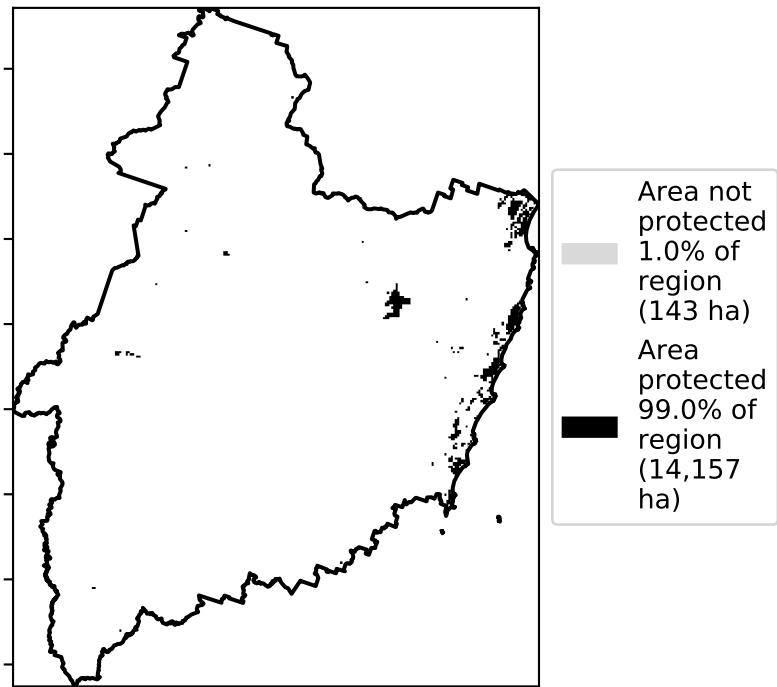 Area not
protected
1.0% of
region
(143 ha)
Area
protected
99.0% of
region
(14,157
ha)